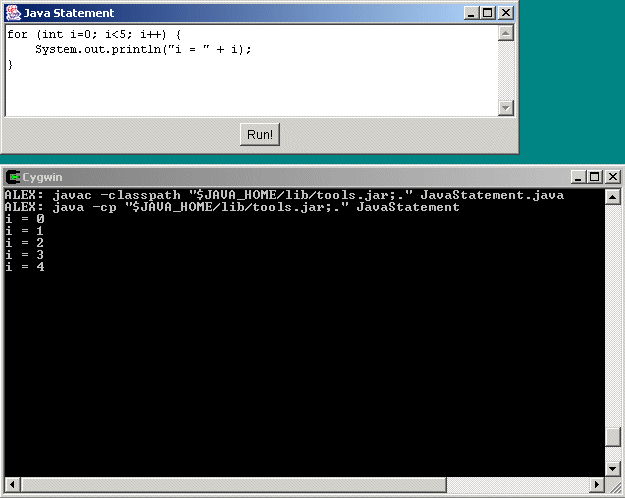 Java Statement
for (int i=0; i<5; i++) {
    System.out.println("i = " + i);
}
Run!
Cygwin
ALEX: javac -classpath "$JAVA_HOME/lib/tools.jar;." JavaStatement.java
ALEX: java -cp "$JAVA_HOME/lib/tools.jar;." JavaStatement
i = 0
i = 1
i = 2
i = 3
i = 4